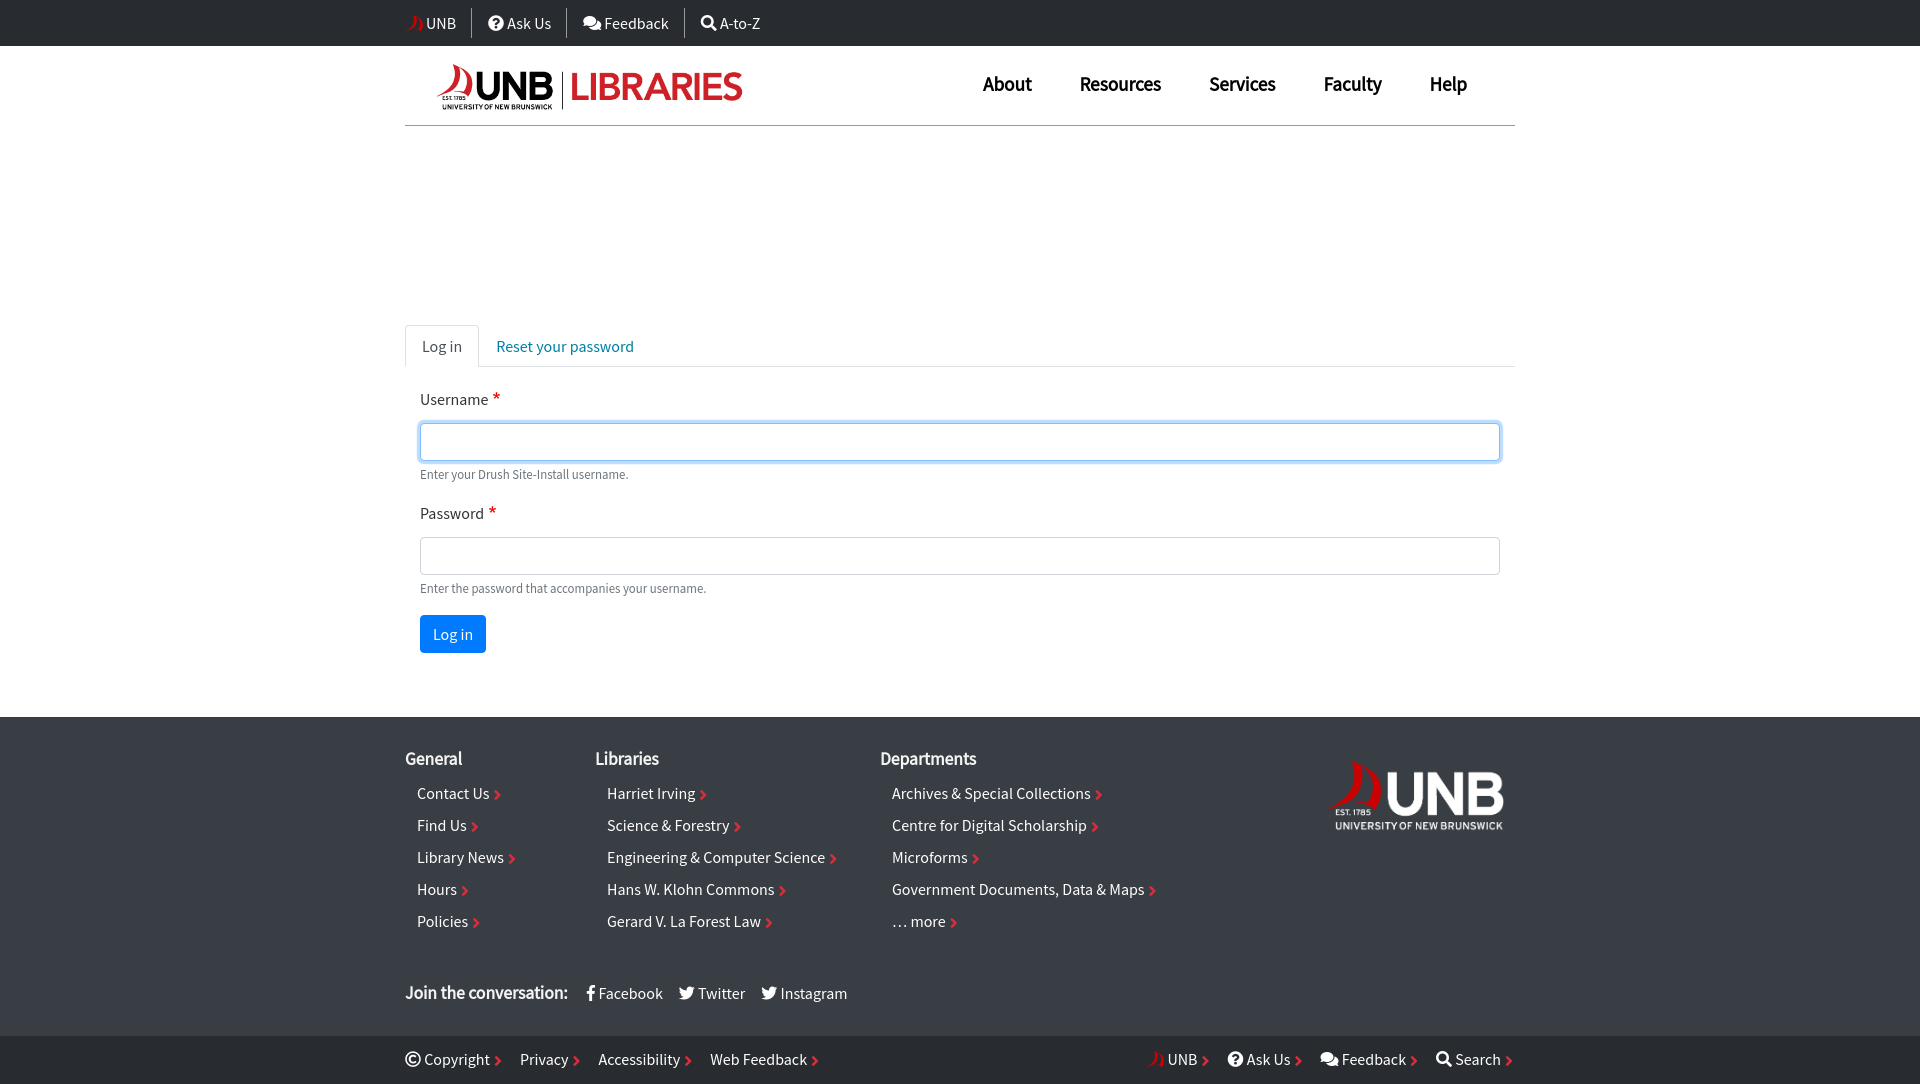 UNB Ask Us Feedback A-to-Z
UNB LIBRARIES
EST. 1785
UNIVERSITY OF NEW BRUNSWICK
About Resources Services Faculty Help
Log in Reset your password
Username *
Enter your Drush Site-Install username.
Password *
Enter the password that accompanies your username.
Log in
General
Contact Us
Find Us
Library News
Hours
Policies
Libraries
Harriet Irving
Science & Forestry
Engineering & Computer Science
Hans W. Klohn Commons
Gerard V. La Forest Law
Departments
Archives & Special Collections
Centre for Digital Scholarship
Microforms
Government Documents, Data & Maps
… more
UNB
EST. 1785
UNIVERSITY OF NEW BRUNSWICK
Join the conversation: Facebook Twitter Instagram
© Copyright Privacy Accessibility Web Feedback UNB Ask Us Feedback Search